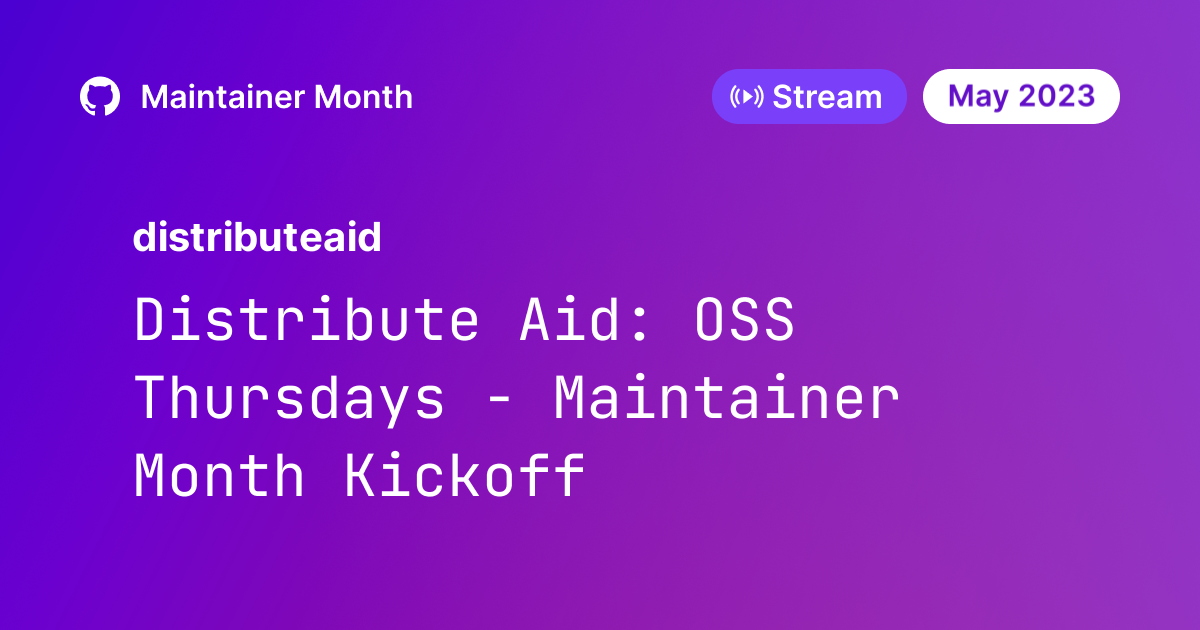 Maintainer Month
Stream
May 2023
distributeaid
Distribute Aid: OSS
Thursdays - Maintainer
Month Kickoff